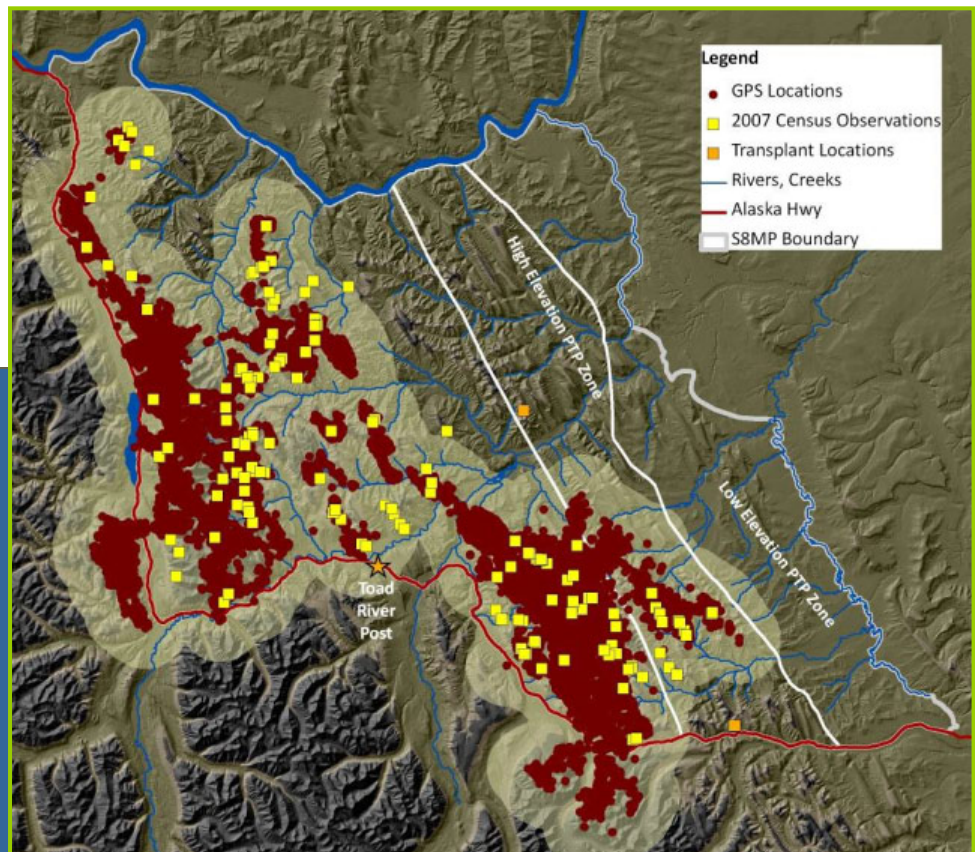 Legend
GPS Locations
2007 Census Observations
Transplant Locations
Rivers, Creeks
Alaska Hwy
S8MP Boundary
High Elevation PTP Zone
Low Elevation PTP Zone
Toad
River
Post